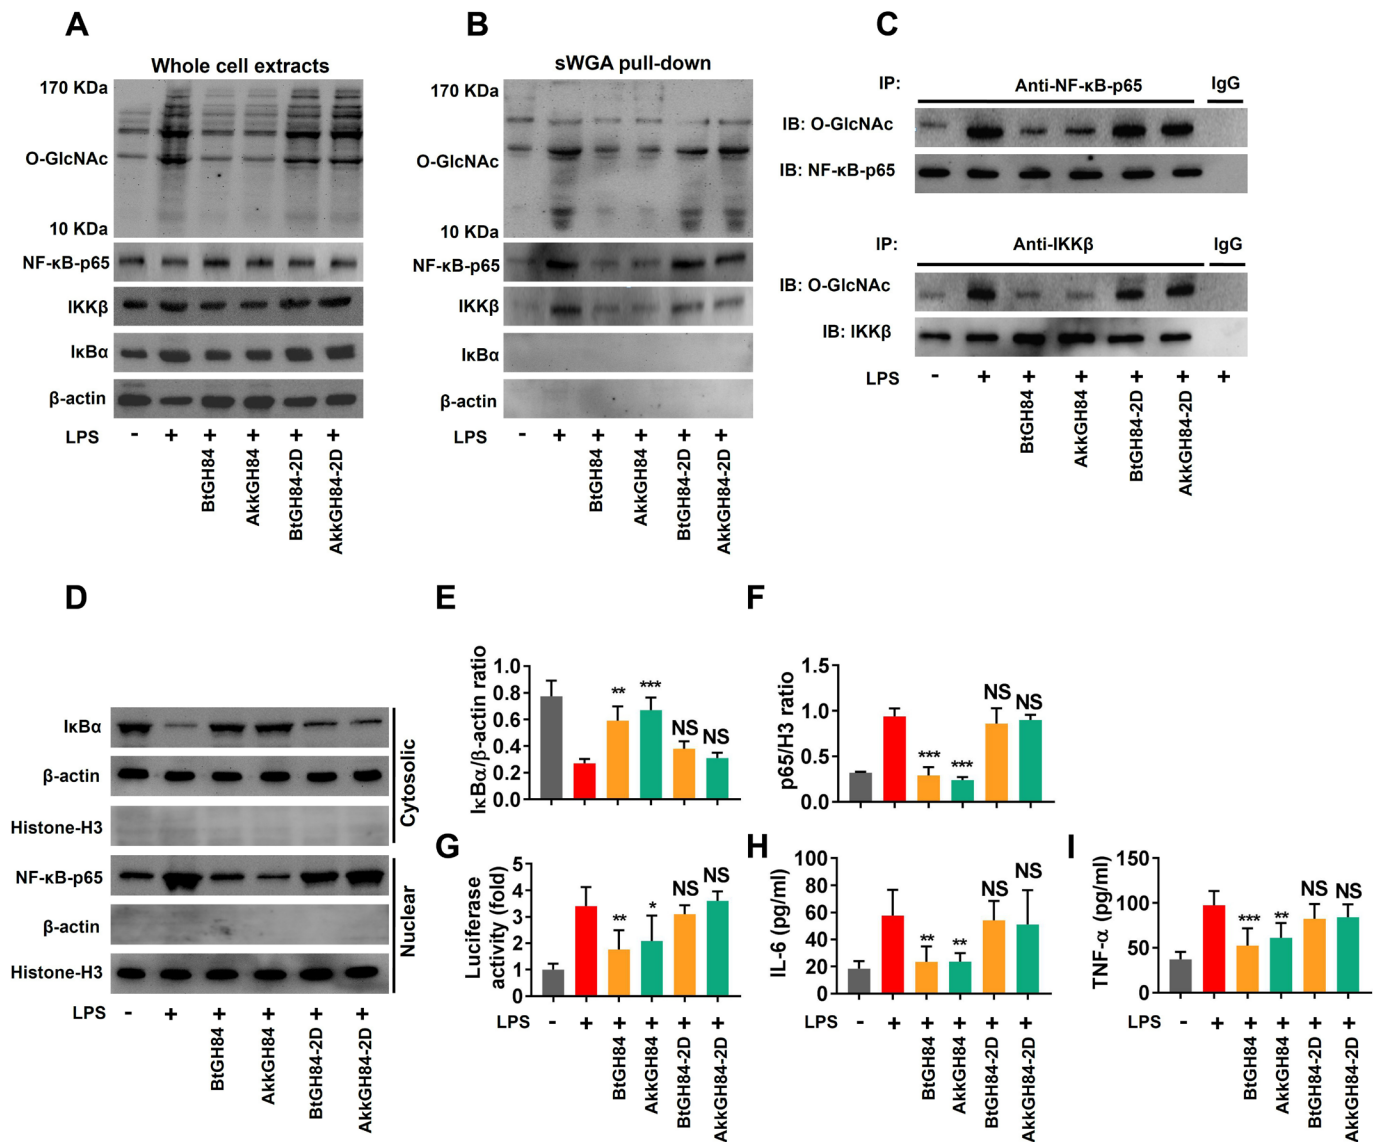 A
Whole cell extracts
170 KDa
O-GlcNAc
10 KDa
NF-κB-p65
IKKβ
IκBα
β-actin
LPS - + + + + +
BtGH84 AkkGH84 BtGH84-2D AkkGH84-2D
B
sWGA pull-down
170 KDa
O-GlcNAc
10 KDa
NF-κB-p65
IKKβ
IκBα
β-actin
LPS - + + + + +
BtGH84 AkkGH84 BtGH84-2D AkkGH84-2D
C
IP: Anti-NF-κB-p65 IgG
IB: O-GlcNAc
IB: NF-κB-p65
IP: Anti-IKKβ IgG
IB: O-GlcNAc
IB: IKKβ
LPS - + + + + + +
BtGH84 AkkGH84 BtGH84-2D AkkGH84-2D
D
IκBα
β-actin
Histone-H3
Cytosolic
NF-κB-p65
β-actin
Histone-H3
Nuclear
LPS - + + + + +
BtGH84 AkkGH84 BtGH84-2D AkkGH84-2D
E
IκBα/β-actin ratio
1.0
0.8
0.6
0.4
0.2
0.0
** *** NS NS
F
p65/H3 ratio
1.5
1.0
0.5
0.0
*** *** NS NS
G
Luciferase
activity (fold)
5
4
3
2
1
0
** * NS NS
LPS - + + + + +
BtGH84 AkkGH84 BtGH84-2D AkkGH84-2D
H
IL-6 (pg/ml)
100
80
60
40
20
0
** ** NS NS
- + + + + +
BtGH84 AkkGH84 BtGH84-2D AkkGH84-2D
I
TNF-α (pg/ml)
150
100
50
0
*** ** NS NS
LPS - + + + + +
BtGH84 AkkGH84 BtGH84-2D AkkGH84-2D